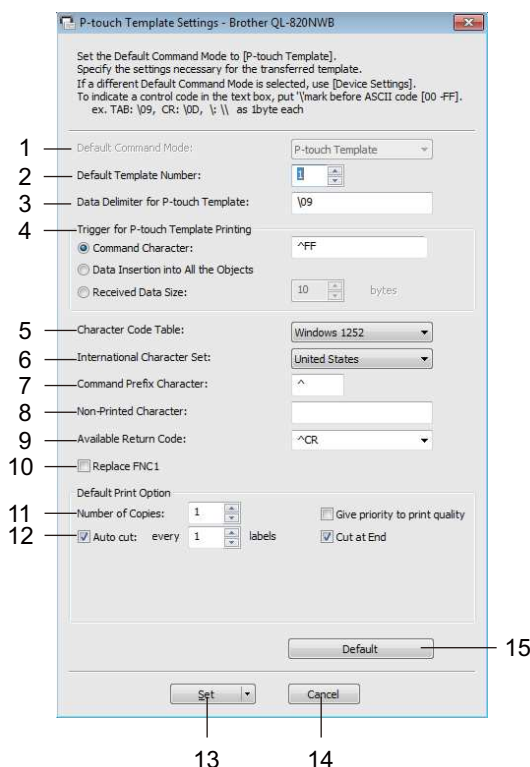 P-touch Template Settings - Brother QL-820NWB
Set the Default Command Mode to [P-touch Template].
Specify the settings necessary for the transferred template.
If a different Default Command Mode is selected, use [Device Settings].
To indicate a control code in the text box, put '\'mark before ASCII code [00 -FF].
ex. TAB: \09, CR: \0D, \; \\ as 1byte each
1 Default Command Mode: P-touch Template
2 Default Template Number: 1
3 Data Delimiter for P-touch Template: \09
4 Trigger for P-touch Template Printing
Command Character: ^FF
Data Insertion into All the Objects
Received Data Size: 10 bytes
5 Character Code Table: Windows 1252
6 International Character Set: United States
7 Command Prefix Character: ^
8 Non-Printed Character:
9 Available Return Code: ^CR
10 Replace FNC1
Default Print Option
11 Number of Copies: 1 Give priority to print quality
12 Auto cut: every 1 labels Cut at End
Default 15
Set Cancel
13 14